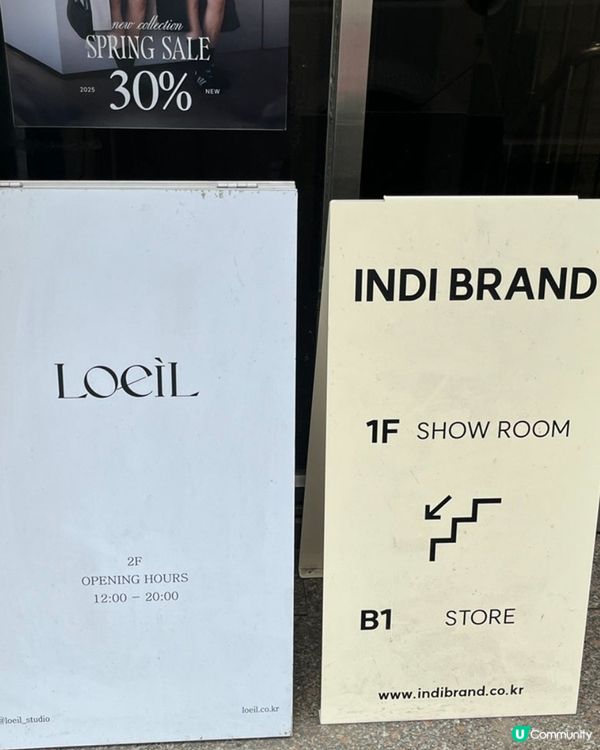 new collection
SPRING SALE
2025 30% NEW
LOEÌL
2F
OPENING HOURS
12:00 – 20:00
@loeil_studio
loeil.co.kr
INDI BRAND
1F SHOW ROOM
B1 STORE
www.indibrand.co.kr
U Community